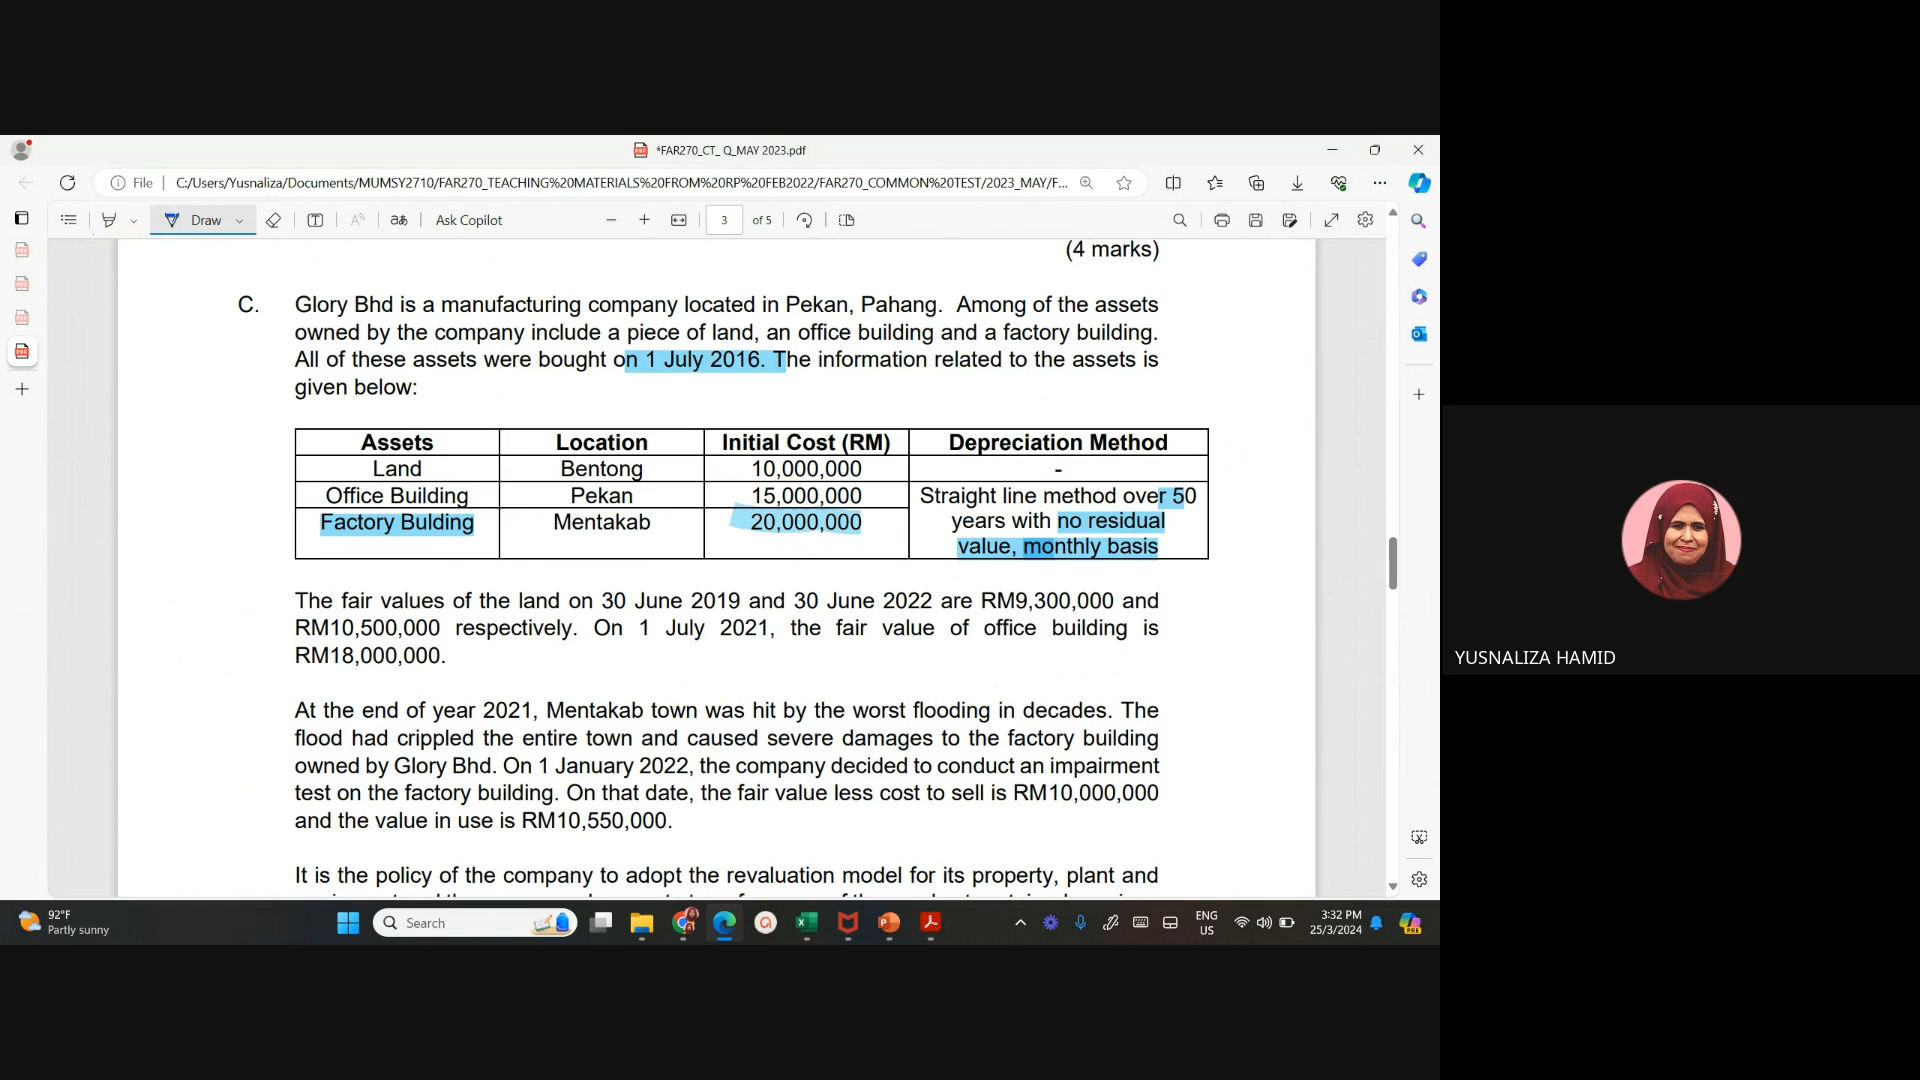 *FAR270_CT_ Q_MAY 2023.pdf
File
C:/Users/Yusnaliza/Documents/MUMSY2710/FAR270_TEACHING%20MATERIALS%20FROM%20RP%20FEB2022/FAR270_COMMON%20TEST/2023_MAY/F...
Draw
aあ
Ask Copilot
3 of 5
(4 marks)
C. Glory Bhd is a manufacturing company located in Pekan, Pahang. Among of the assets
owned by the company include a piece of land, an office building and a factory building.
All of these assets were bought on 1 July 2016. The information related to the assets is
given below:
Assets Location Initial Cost (RM) Depreciation Method
Land Bentong 10,000,000 -
Office Building Pekan 15,000,000 Straight line method over 50
Factory Bulding Mentakab 20,000,000 years with no residual
value, monthly basis
The fair values of the land on 30 June 2019 and 30 June 2022 are RM9,300,000 and
RM10,500,000 respectively. On 1 July 2021, the fair value of office building is
RM18,000,000.
At the end of year 2021, Mentakab town was hit by the worst flooding in decades. The
flood had crippled the entire town and caused severe damages to the factory building
owned by Glory Bhd. On 1 January 2022, the company decided to conduct an impairment
test on the factory building. On that date, the fair value less cost to sell is RM10,000,000
and the value in use is RM10,550,000.
It is the policy of the company to adopt the revaluation model for its property, plant and
YUSNALIZA HAMID
92°F
Partly sunny
Search
ENG
US
3:32 PM
25/3/2024